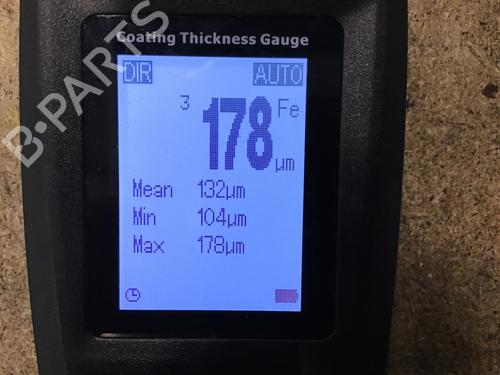 Coating Thickness Gauge
DIR AUTO
3 178 Fe
µm
Mean 132µm
Min 104µm
Max 178µm
B-PARTS